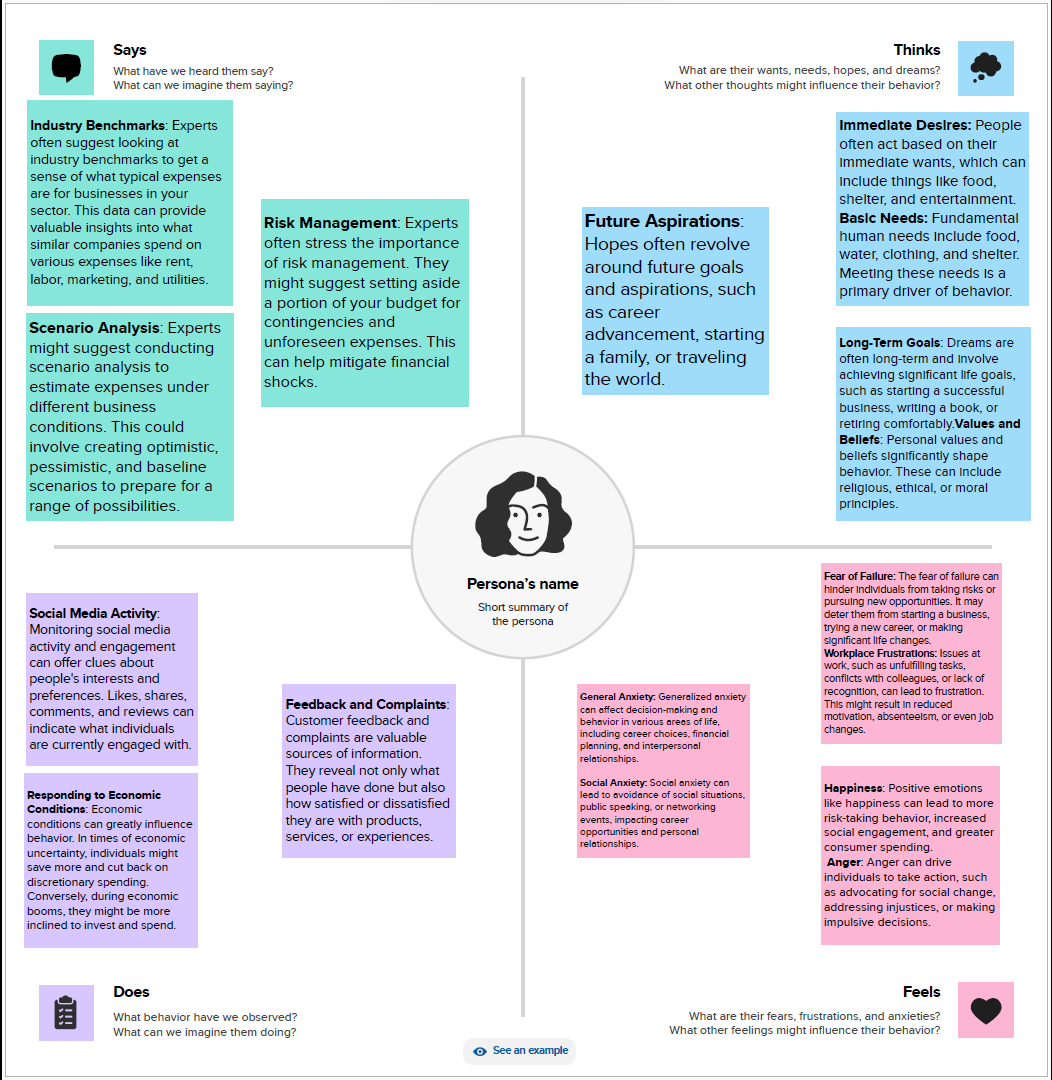 Says
What have we heard them say?
What can we imagine them saying?
Industry Benchmarks: Experts
often suggest looking at
industry benchmarks to get a
sense of what typical expenses
are for businesses in your
sector. This data can provide
valuable insights into what
similar companies spend on
various expenses like rent,
labor, marketing, and utilities.
Scenario Analysis: Experts
might suggest conducting
scenario analysis to
estimate expenses under
different business
conditions. This could
involve creating optimistic,
pessimistic, and baseline
scenarios to prepare for a
range of possibilities.
Risk Management: Experts
often stress the importance
of risk management. They
might suggest setting aside
a portion of your budget for
contingencies and
unforeseen expenses. This
can help mitigate financial
shocks.
Thinks
What are their wants, needs, hopes, and dreams?
What other thoughts might influence their behavior?
Future Aspirations:
Hopes often revolve
around future goals
and aspirations, such
as career
advancement, starting
a family, or traveling
the world.
Immediate Desires: People
often act based on their
immediate wants, which can
include things like food,
shelter, and entertainment.
Basic Needs: Fundamental
human needs include food,
water, clothing, and shelter.
Meeting these needs is a
primary driver of behavior.
Long-Term Goals: Dreams are
often long-term and involve
achieving significant life goals,
such as starting a successful
business, writing a book, or
retiring comfortably.Values and
Beliefs: Personal values and
beliefs significantly shape
behavior. These can include
religious, ethical, or moral
principles.
Persona's name
Short summary of
the persona
Social Media Activity:
Monitoring social media
activity and engagement
can offer clues about
people's interests and
preferences. Likes, shares,
comments, and reviews can
indicate what individuals
are currently engaged with.
Responding to Economic
Conditions: Economic
conditions can greatly influence
behavior. In times of economic
uncertainty, individuals might
save more and cut back on
discretionary spending.
Conversely, during economic
booms, they might be more
inclined to invest and spend.
Feedback and Complaints:
Customer feedback and
complaints are valuable
sources of information.
They reveal not only what
people have done but also
how satisfied or dissatisfied
they are with products,
services, or experiences.
General Anxiety: Generalized anxiety
can affect decision-making and
behavior in various areas of life,
including career choices, financial
planning, and interpersonal
relationships.
Social Anxiety: Social anxiety can
lead to avoidance of social situations,
public speaking, or networking
events, impacting career
opportunities and personal
relationships.
Fear of Failure: The fear of failure can
hinder individuals from taking risks or
pursuing new opportunities. It may
deter them from starting a business,
trying a new career, or making
significant life changes.
Workplace Frustrations: Issues at
work, such as unfulfilling tasks,
conflicts with colleagues, or lack of
recognition, can lead to frustration.
This might result in reduced
motivation, absenteeism, or even job
changes.
Happiness: Positive emotions
like happiness can lead to more
risk-taking behavior, increased
social engagement, and greater
consumer spending.
Anger: Anger can drive
individuals to take action, such
as advocating for social change,
addressing injustices, or making
impulsive decisions.
Does
What behavior have we observed?
What can we imagine them doing?
Feels
What are their fears, frustrations, and anxieties?
What other feelings might influence their behavior?
See an example